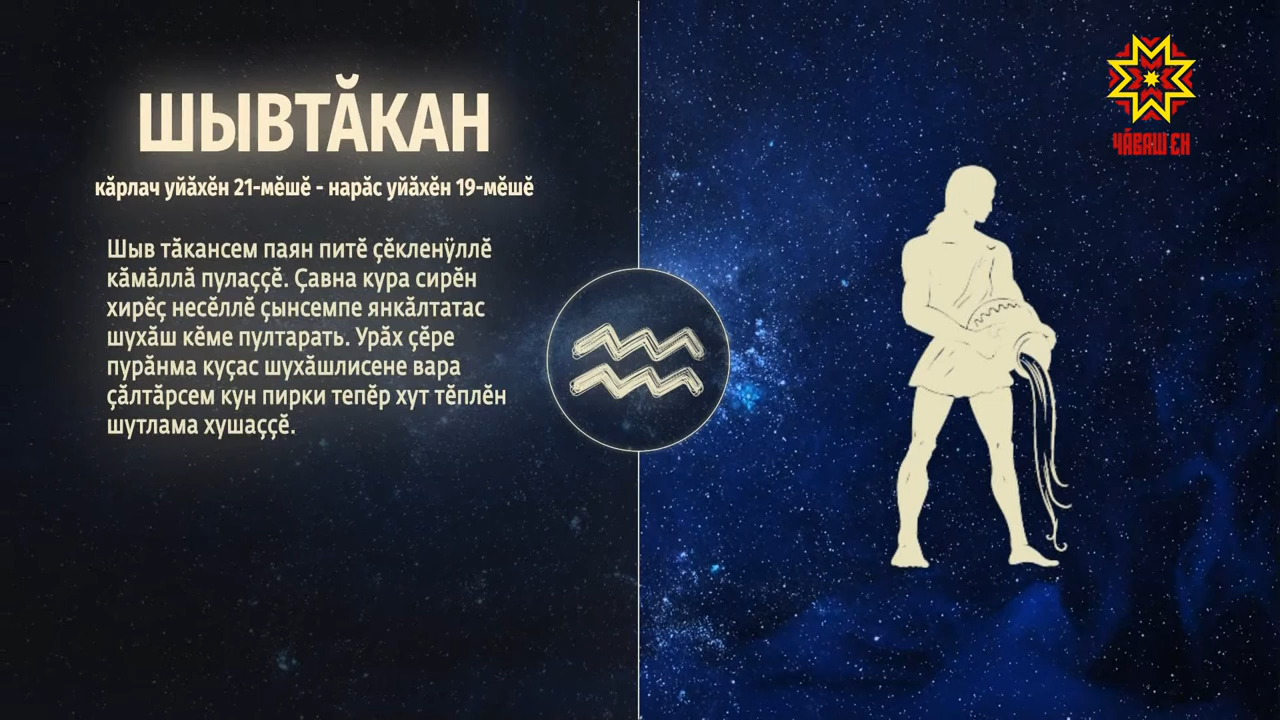 ШЫВТӐКАН
кӑрлач уйӑхӗн 21-мӗшӗ - нарӑс уйӑхӗн 19-мӗшӗ
Шыв тӑкансем паян питӗ ҫӗкленӳллӗ
кӑмӑллӑ пулаҫҫӗ. Ҫавна кура сирӗн
хирӗҫ несӗллӗ ҫынсемпе янкӑлтатас
шухӑш кӗме пултарать. Урӑх ҫӗре
пурӑнма куҫас шухӑшлисене вара
ҫӑлтӑрсем кун пирки тепӗр хут тӗплӗн
шутлама хушаҫҫӗ.
ЧӐВАШ ЕН